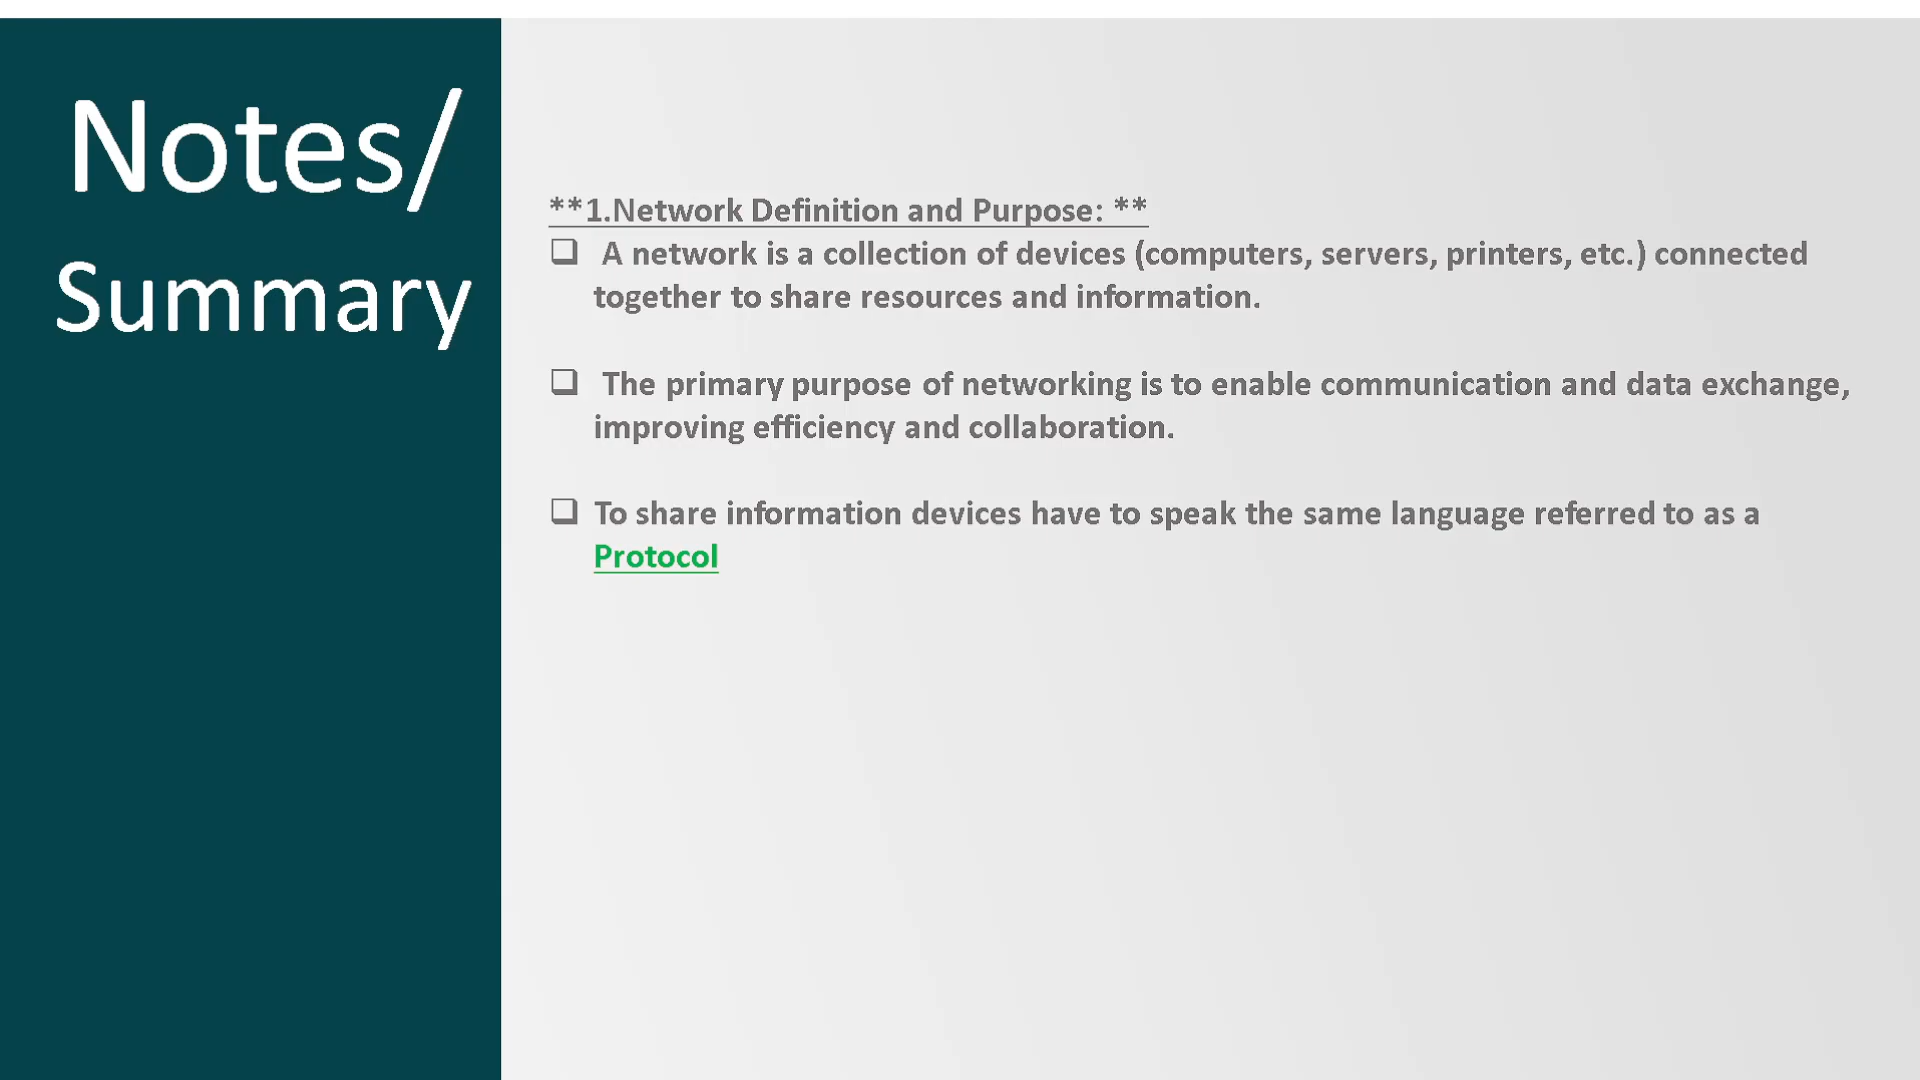 Notes/
Summary
**1.Network Definition and Purpose: **
❑ A network is a collection of devices (computers, servers, printers, etc.) connected
together to share resources and information.
❑ The primary purpose of networking is to enable communication and data exchange,
improving efficiency and collaboration.
❑ To share information devices have to speak the same language referred to as a
Protocol